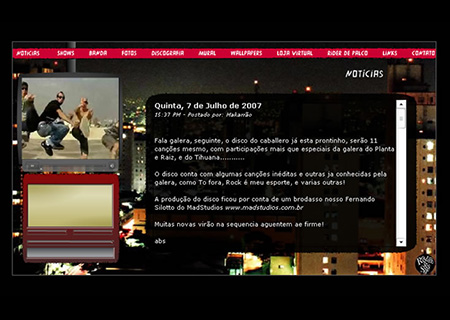 NOTÍCIAS SHOWS BANDA FOTOS DISCOGRAFIA MURAL WALLPAPERS LOJA VIRTUAL RIDER DE PALCO LINKS CONTATO
NOTÍCIAS
Quinta, 7 de Julho de 2007
15:37 PM - Postado por: Makarrão
Fala galera, seguinte, o disco do caballero já esta prontinho, serão 11
canções mesmo, com participações mais que especiais da galera do Planta
e Raiz, e do Tihuana...........
O disco conta com algumas canções inéditas e outras ja conhecidas pela
galera, como To fora, Rock é meu esporte, e varias outras!
A produção do disco ficou por conta de um brodasso nosso Fernando
Silotto do MadStudios www.madstudios.com.br
Muitas novas virão na sequencia aguentem ae firme!
abs